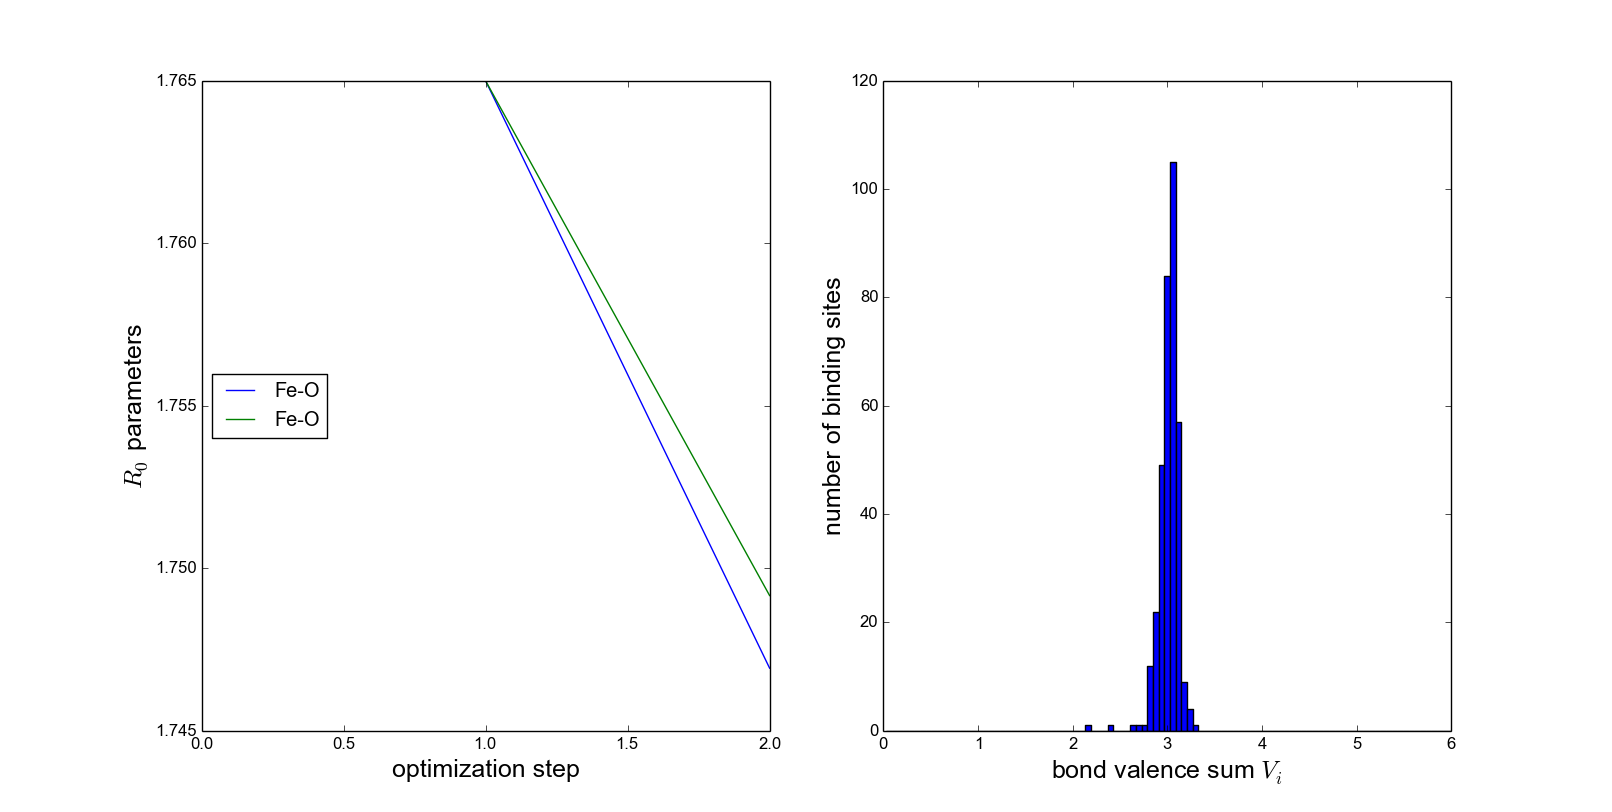 1.765
1.760
1.755
1.750
1.745
R0 parameters
Fe-O
Fe-O
0.0 0.5 1.0 1.5 2.0
optimization step
120
100
80
60
40
20
0
number of binding sites
0 1 2 3 4 5 6
bond valence sum Vi